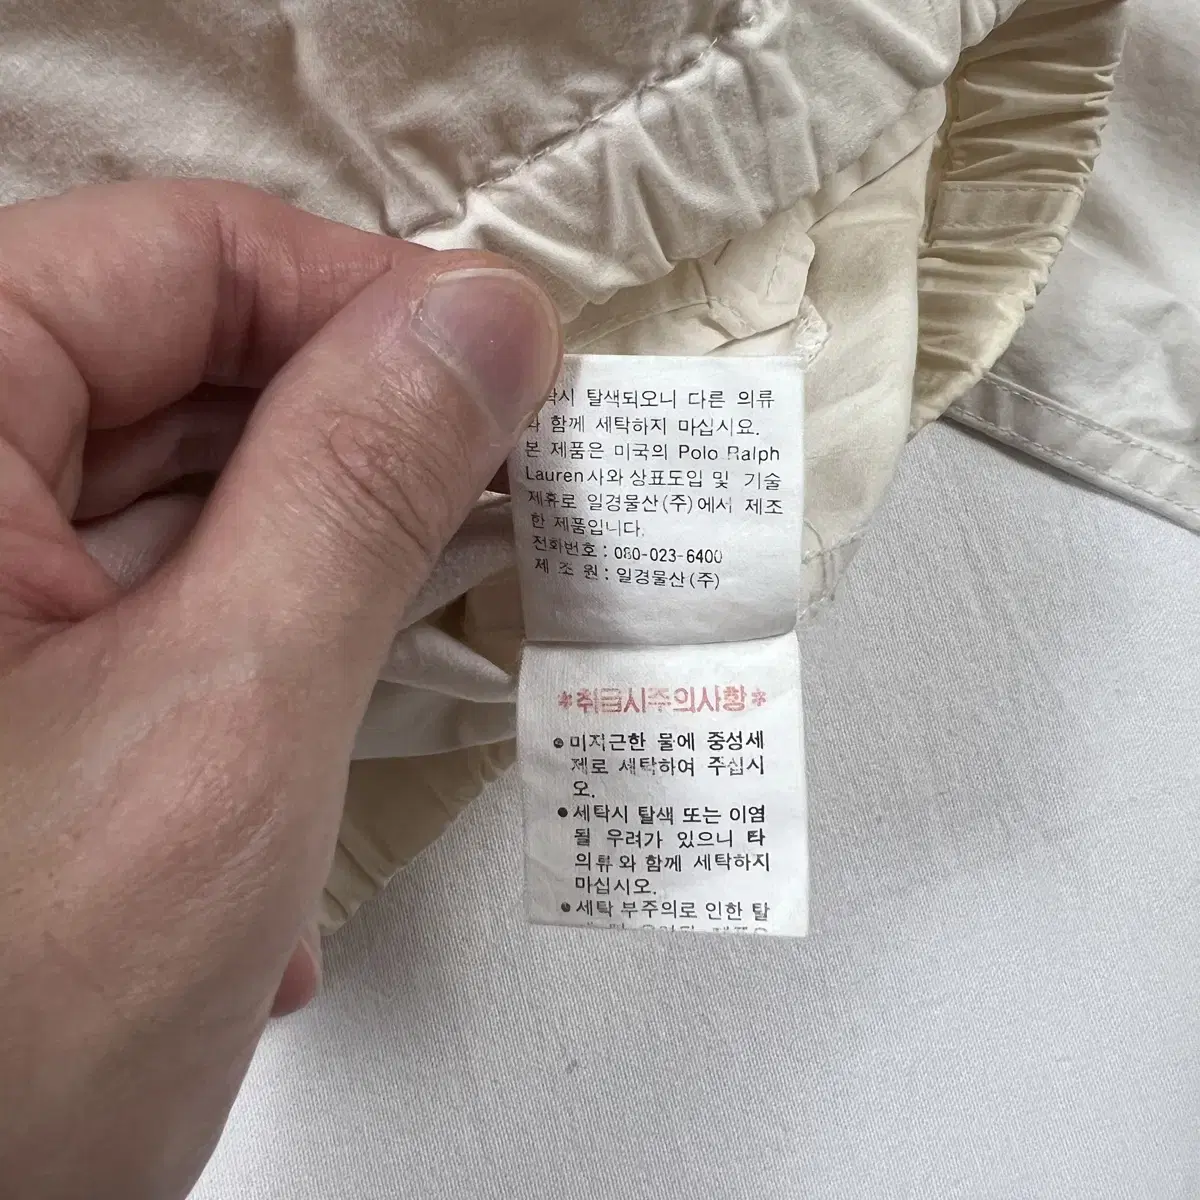 탁시 탈색되오니 다른 의류
와 함께 세탁하지 마십시요.
본 제품은 미국의 Polo Ralph
Lauren사와 상표도입 및 기술
제휴로 일경물산(주)에서 제조
한 제품입니다.
전화번호: 080-023-6400
제 조 원: 일경물산(주)
*취급시주의사항*
● 미지근한 물에 중성세
제로 세탁하여 주십시
오.
● 세탁시 탈색 또는 이염
될 우려가 있으니 타
의류와 함께 세탁하지
마십시오.
● 세탁 부주의로 인한 탈